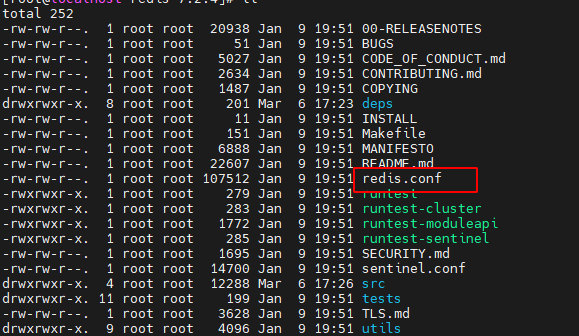 [root@localhost redis-7.2.4]# ll
total 252
-rw-rw-r--. 1 root root 20938 Jan 9 19:51 00-RELEASENOTES
-rw-rw-r--. 1 root root 51 Jan 9 19:51 BUGS
-rw-rw-r--. 1 root root 5027 Jan 9 19:51 CODE_OF_CONDUCT.md
-rw-rw-r--. 1 root root 2634 Jan 9 19:51 CONTRIBUTING.md
-rw-rw-r--. 1 root root 1487 Jan 9 19:51 COPYING
drwxrwxr-x. 8 root root 201 Mar 6 17:23 deps
-rw-rw-r--. 1 root root 11 Jan 9 19:51 INSTALL
-rw-rw-r--. 1 root root 151 Jan 9 19:51 Makefile
-rw-rw-r--. 1 root root 6888 Jan 9 19:51 MANIFESTO
-rw-rw-r--. 1 root root 22607 Jan 9 19:51 README.md
-rw-rw-r--. 1 root root 107512 Jan 9 19:51 redis.conf
-rwxrwxr-x. 1 root root 279 Jan 9 19:51 runtest
-rwxrwxr-x. 1 root root 283 Jan 9 19:51 runtest-cluster
-rwxrwxr-x. 1 root root 1772 Jan 9 19:51 runtest-moduleapi
-rwxrwxr-x. 1 root root 285 Jan 9 19:51 runtest-sentinel
-rw-rw-r--. 1 root root 1695 Jan 9 19:51 SECURITY.md
-rw-rw-r--. 1 root root 14700 Jan 9 19:51 sentinel.conf
drwxrwxr-x. 4 root root 12288 Mar 6 17:26 src
drwxrwxr-x. 11 root root 199 Jan 9 19:51 tests
-rw-rw-r--. 1 root root 3628 Jan 9 19:51 TLS.md
drwxrwxr-x. 9 root root 4096 Jan 9 19:51 utils